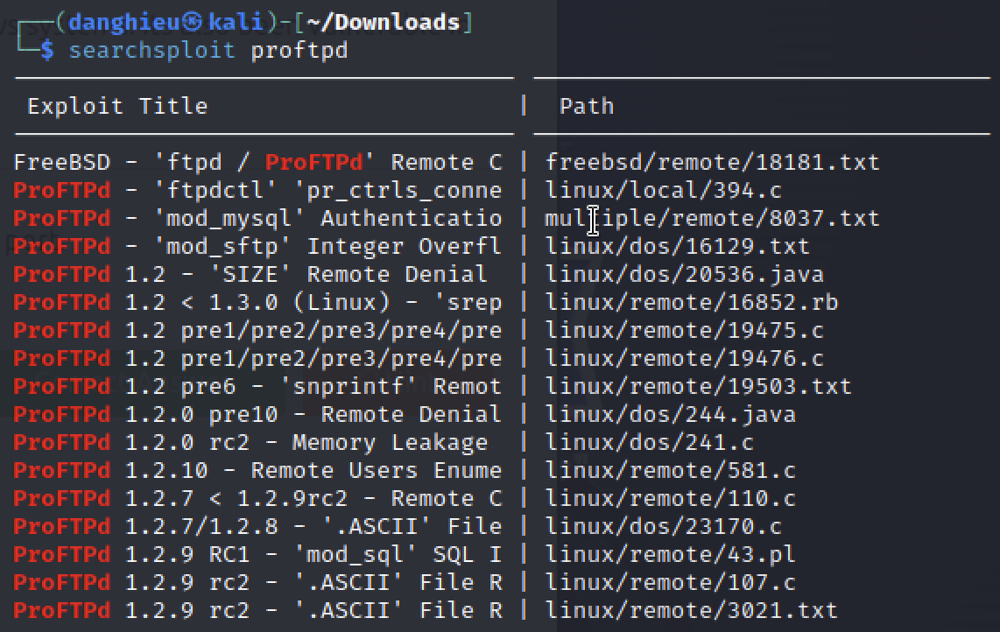 (danghieu㉿kali)-[~/Downloads]
$ searchsploit proftpd
Exploit Title | Path
FreeBSD - 'ftpd / ProFTPd' Remote C | freebsd/remote/18181.txt
ProFTPd - 'ftpdctl' 'pr_ctrls_conne | linux/local/394.c
ProFTPd - 'mod_mysql' Authenticatio | multiple/remote/8037.txt
ProFTPd - 'mod_sftp' Integer Overfl | linux/dos/16129.txt
ProFTPd 1.2 - 'SIZE' Remote Denial | linux/dos/20536.java
ProFTPd 1.2 < 1.3.0 (Linux) - 'srep | linux/remote/16852.rb
ProFTPd 1.2 pre1/pre2/pre3/pre4/pre | linux/remote/19475.c
ProFTPd 1.2 pre1/pre2/pre3/pre4/pre | linux/remote/19476.c
ProFTPd 1.2 pre6 - 'snprintf' Remot | linux/remote/19503.txt
ProFTPd 1.2.0 pre10 - Remote Denial | linux/dos/244.java
ProFTPd 1.2.0 rc2 - Memory Leakage | linux/dos/241.c
ProFTPd 1.2.10 - Remote Users Enume | linux/remote/581.c
ProFTPd 1.2.7 < 1.2.9rc2 - Remote C | linux/remote/110.c
ProFTPd 1.2.7/1.2.8 - '.ASCII' File | linux/dos/23170.c
ProFTPd 1.2.9 RC1 - 'mod_sql' SQL I | linux/remote/43.pl
ProFTPd 1.2.9 rc2 - '.ASCII' File R | linux/remote/107.c
ProFTPd 1.2.9 rc2 - '.ASCII' File R | linux/remote/3021.txt